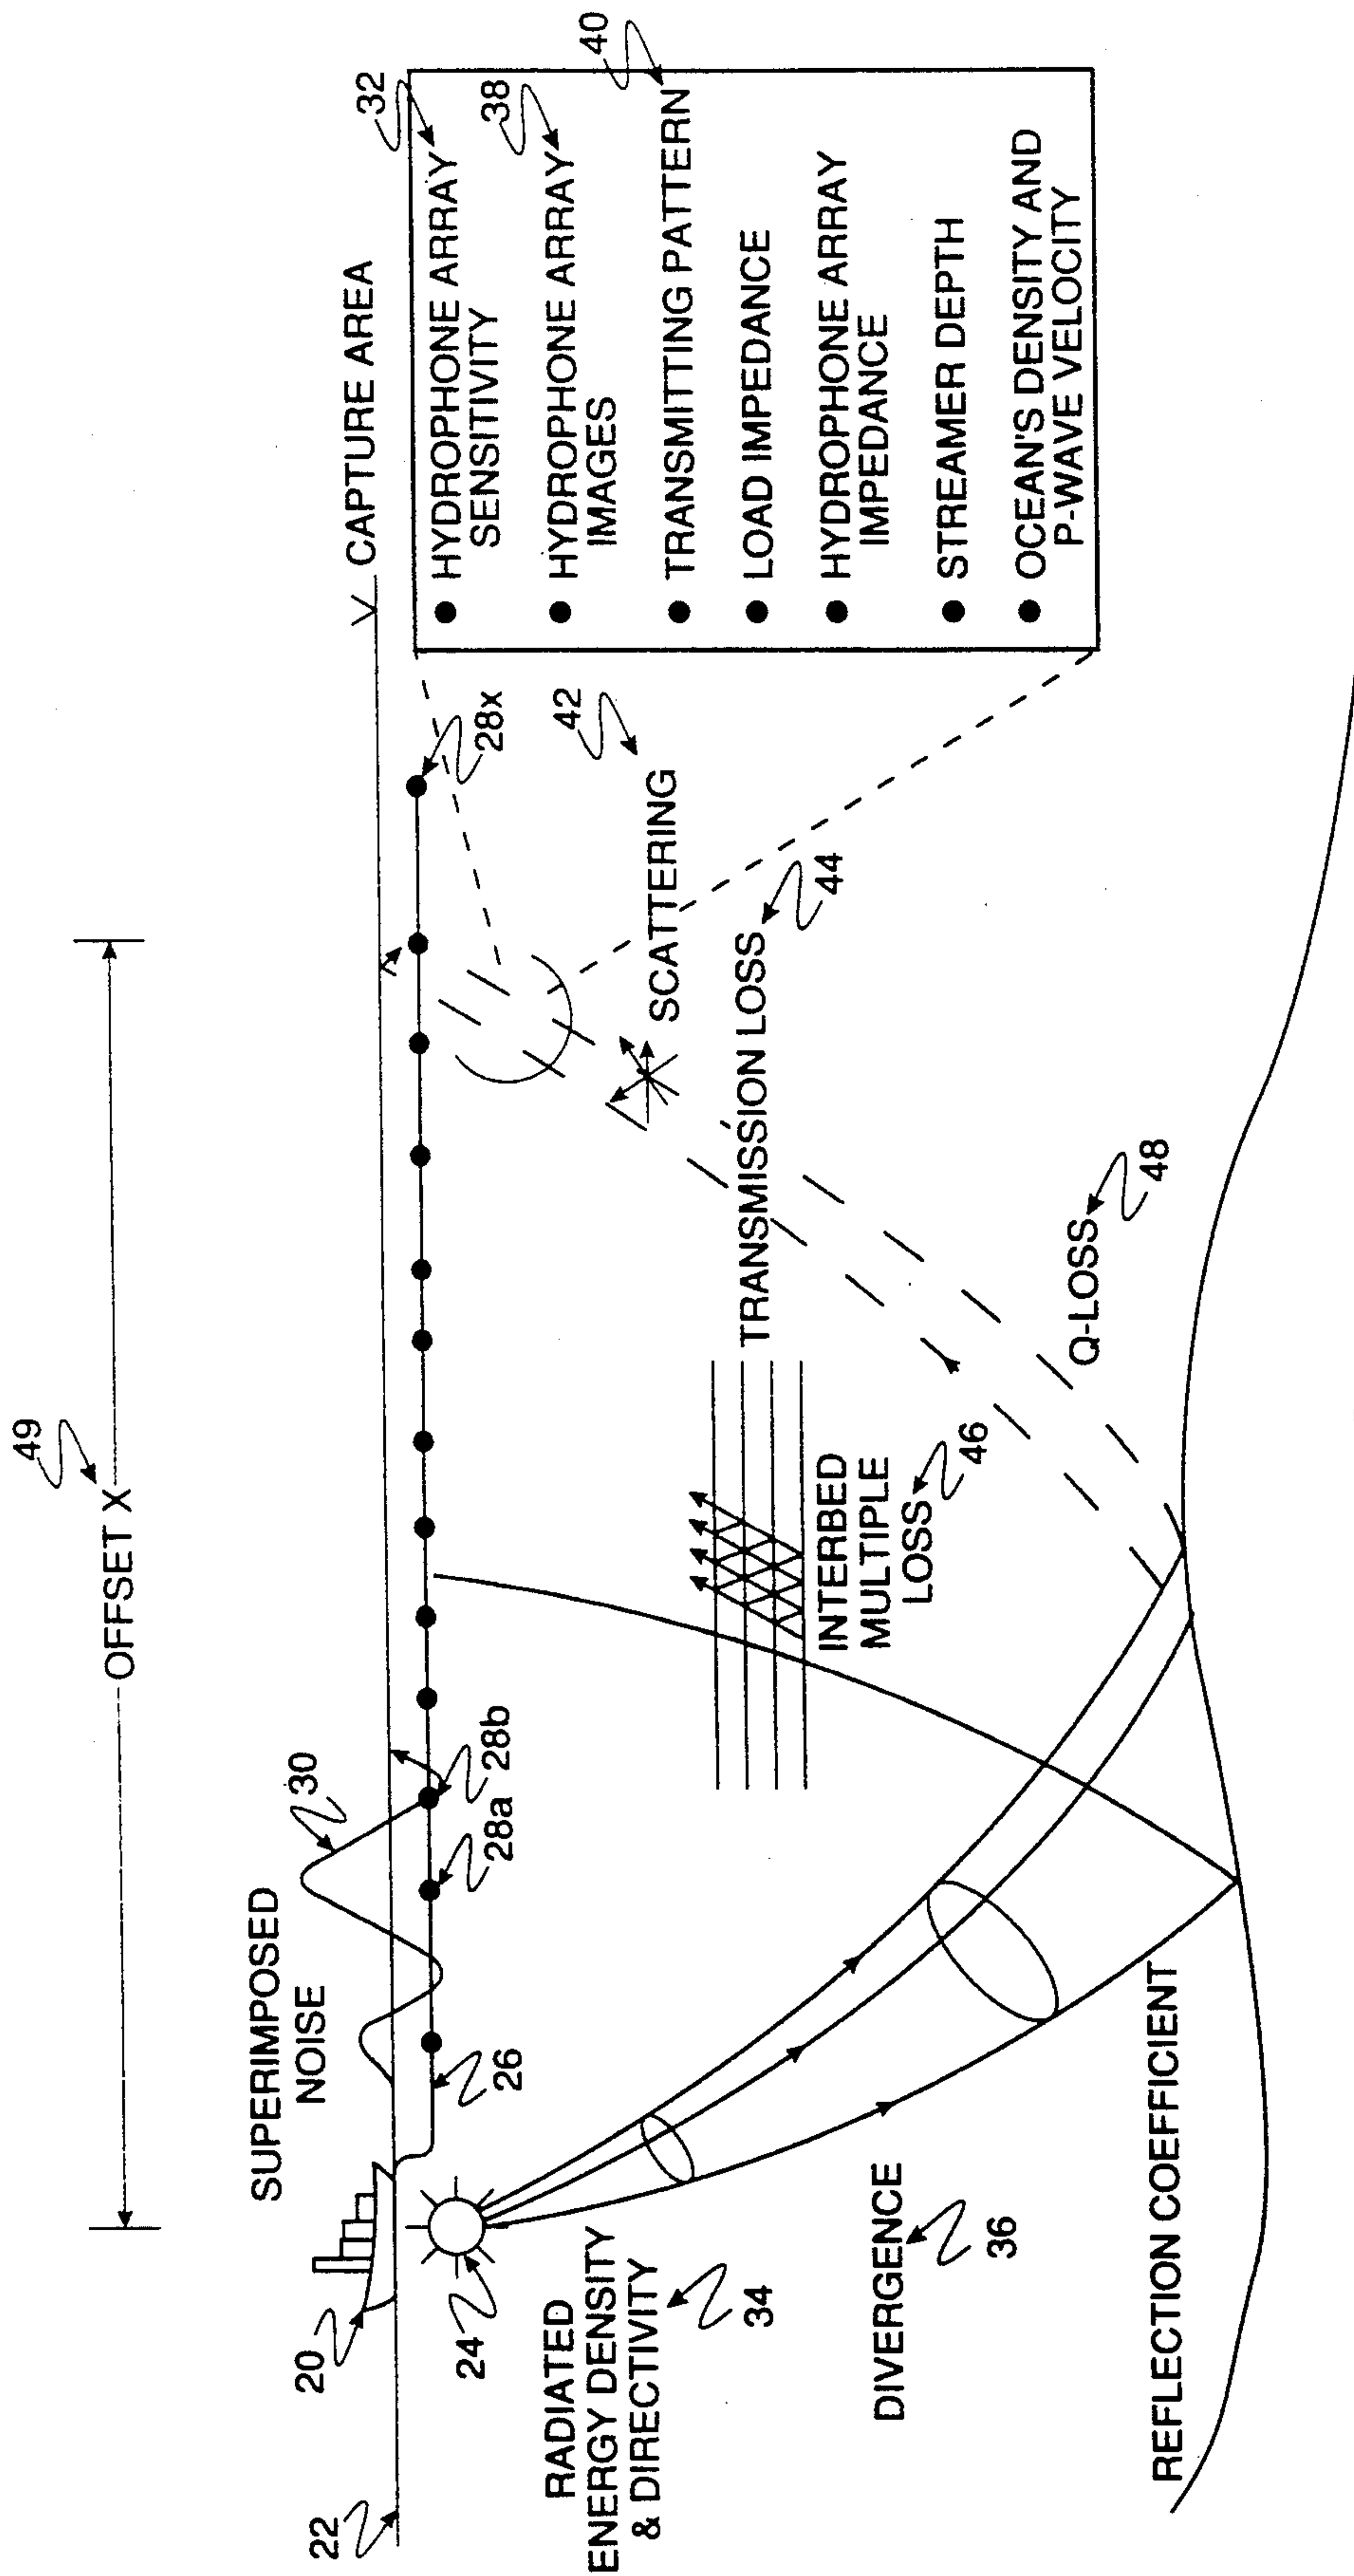 49
OFFSET X
SUPERIMPOSED
NOISE
30
20
22
24
26
28a
28b
28x
CAPTURE AREA
32
● HYDROPHONE ARRAY
SENSITIVITY
38
● HYDROPHONE ARRAY
IMAGES
40
● TRANSMITTING PATTERN
● LOAD IMPEDANCE
● HYDROPHONE ARRAY
IMPEDANCE
● STREAMER DEPTH
● OCEAN'S DENSITY AND
P-WAVE VELOCITY
42
SCATTERING
44
TRANSMISSION LOSS
INTERBED
MULTIPLE
LOSS
46
Q-LOSS
48
RADIATED
ENERGY DENSITY
& DIRECTIVITY
34
DIVERGENCE
36
REFLECTION COEFFICIENT